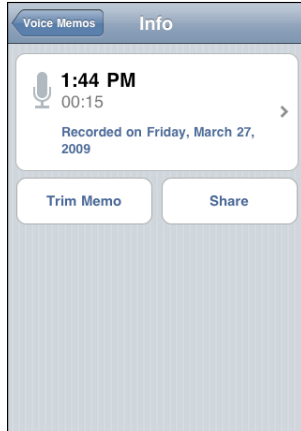 Voice Memos
Info
1:44 PM
00:15
Recorded on Friday, March 27,
2009
Trim Memo
Share